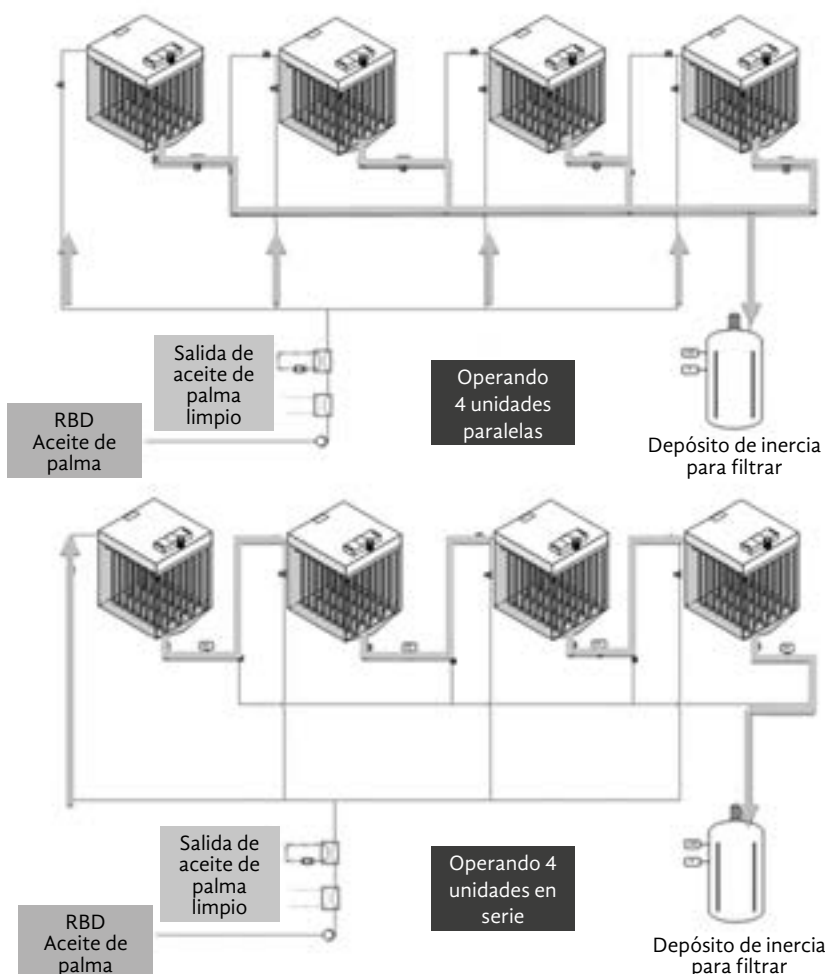 Salida de
aceite de
palma
limpio
RBD
Aceite de
palma
Operando
4 unidades
paralelas
Depósito de inercia
para filtrar
Salida de
aceite de
palma
limpio
RBD
Aceite de
palma
Operando 4
unidades en
serie
Depósito de inercia
para filtrar